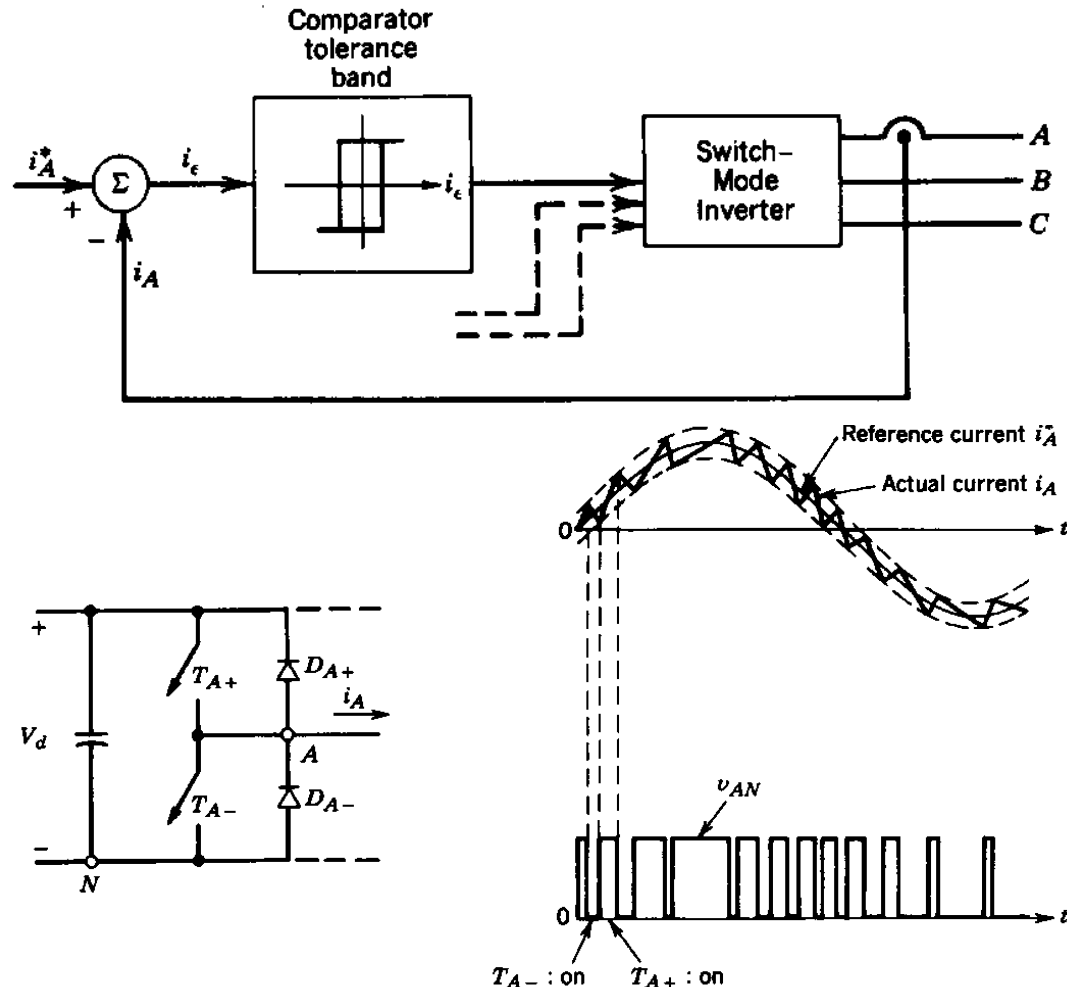 Comparator
tolerance
band
i*A
+
Σ
−
iϵ
iϵ
iA
Switch–
Mode
Inverter
A
B
C
Reference current i*A
Actual current iA
0
t
+
Vd
−
N
TA+
DA+
iA
A
TA−
DA−
vAN
0
t
TA− : on
TA+ : on